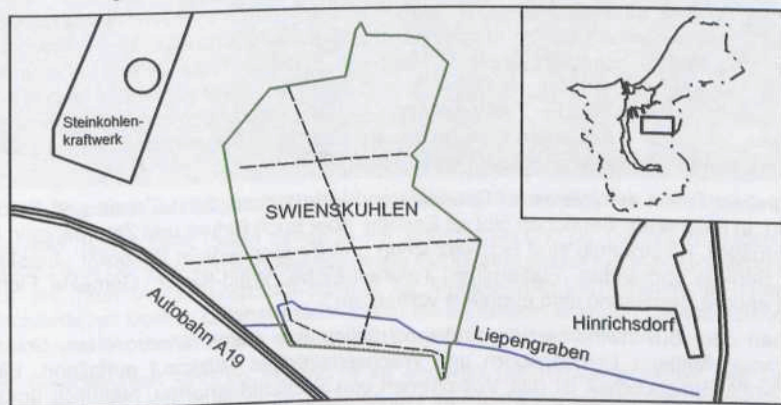 Steinkohlen-
kraftwerk
SWIENSKUHLEN
Autobahn A19
Liepengraben
Hinrichsdorf